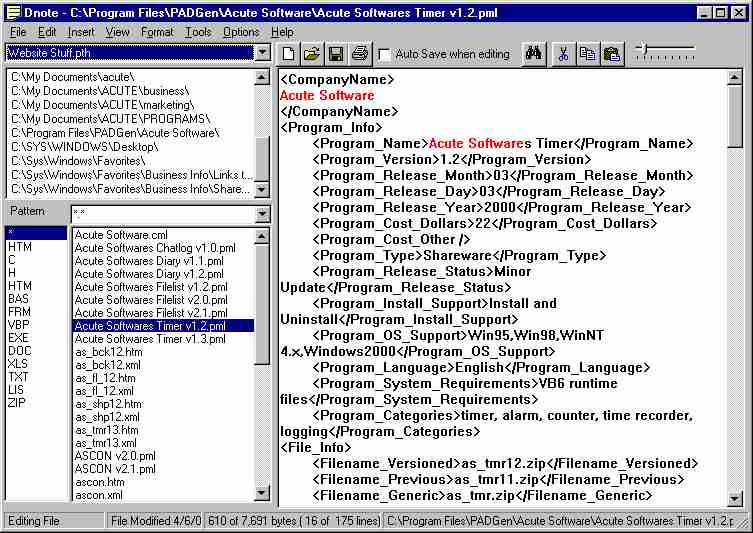 Dnote - C:\Program Files\PADGen\Acute Software\Acute Softwares Timer v1.2.pml
File Edit Insert View Format Tools Options Help
Website Stuff.pth
Auto Save when editing
C:\My Documents\acute\
C:\My Documents\ACUTE\business\
C:\My Documents\ACUTE\marketing\
C:\My Documents\ACUTE\PROGRAMS\
C:\Program Files\PADGen\Acute Software\
C:\SYS\WINDOWS\Desktop\
C:\Sys\Windows\Favorites\
C:\Sys\Windows\Favorites\Business Info\Links t...
C:\Sys\Windows\Favorites\Business Info\Share...
Pattern
*.*
*
HTM
C
H
HTM
BAS
FRM
VBP
EXE
DOC
XLS
TXT
LIS
ZIP
Acute Software.cml
Acute Softwares Chatlog v1.0.pml
Acute Softwares Diary v1.1.pml
Acute Softwares Diary v1.2.pml
Acute Softwares Filelist v1.2.pml
Acute Softwares Filelist v2.0.pml
Acute Softwares Filelist v2.1.pml
Acute Softwares Timer v1.2.pml
Acute Softwares Timer v1.3.pml
as_bck12.htm
as_bck12.xml
as_fl_12.htm
as_fl_12.xml
as_shp12.htm
as_shp12.xml
as_tmr13.htm
as_tmr13.xml
ASCON v2.0.pml
ASCON v2.1.pml
ascon.htm
ascon.xml
<CompanyName>
Acute Software
</CompanyName>
<Program_Info>
<Program_Name>Acute Softwares Timer</Program_Name>
<Program_Version>1.2</Program_Version>
<Program_Release_Month>03</Program_Release_Month>
<Program_Release_Day>03</Program_Release_Day>
<Program_Release_Year>2000</Program_Release_Year>
<Program_Cost_Dollars>22</Program_Cost_Dollars>
<Program_Cost_Other />
<Program_Type>Shareware</Program_Type>
<Program_Release_Status>Minor
Update</Program_Release_Status>
<Program_Install_Support>Install and
Uninstall</Program_Install_Support>
<Program_OS_Support>Win95,Win98,WinNT
4.x,Windows2000</Program_OS_Support>
<Program_Language>English</Program_Language>
<Program_System_Requirements>VB6 runtime
files</Program_System_Requirements>
<Program_Categories>timer, alarm, counter, time recorder,
logging</Program_Categories>
<File_Info>
<Filename_Versioned>as_tmr12.zip</Filename_Versioned>
<Filename_Previous>as_tmr11.zip</Filename_Previous>
<Filename_Generic>as_tmr.zip</Filename_Generic>
Editing File
File Modified 4/6/0
610 of 7,691 bytes ( 16 of 175 lines)
C:\Program Files\PADGen\Acute Software\Acute Softwares Timer v1.2.p